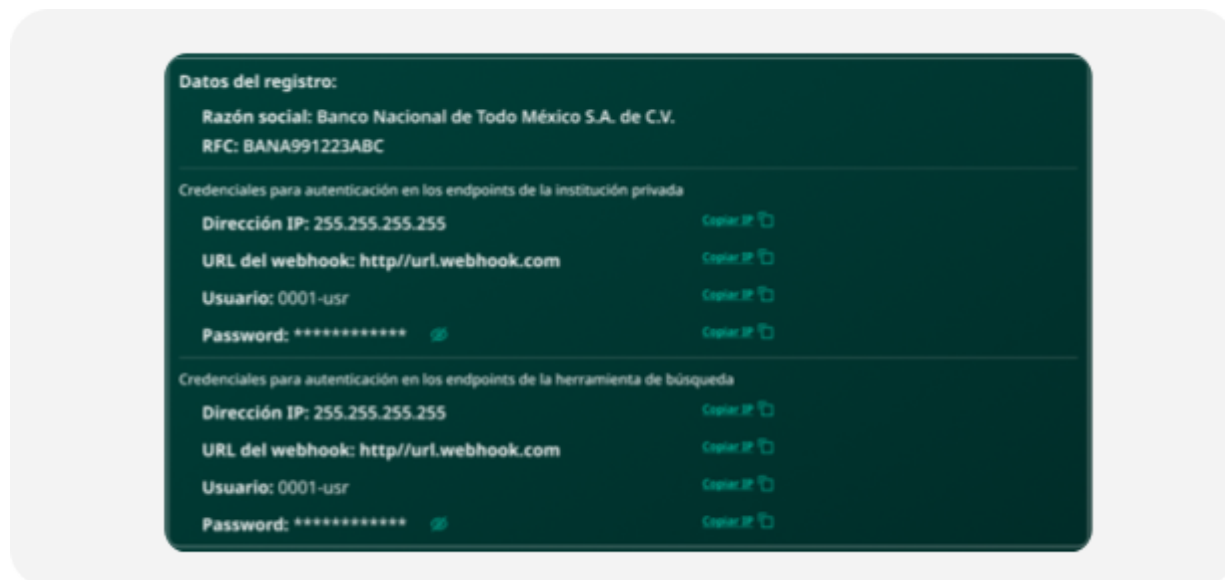 Datos del registro:
Razón social: Banco Nacional de Todo México S.A. de C.V.
RFC: BANA991223ABC
Credenciales para autenticación en los endpoints de la institución privada
Dirección IP: 255.255.255.255 Copiar IP
URL del webhook: http//url.webhook.com Copiar IP
Usuario: 0001-usr Copiar IP
Password: ************ Copiar IP
Credenciales para autenticación en los endpoints de la herramienta de búsqueda
Dirección IP: 255.255.255.255 Copiar IP
URL del webhook: http//url.webhook.com Copiar IP
Usuario: 0001-usr Copiar IP
Password: ************ Copiar IP